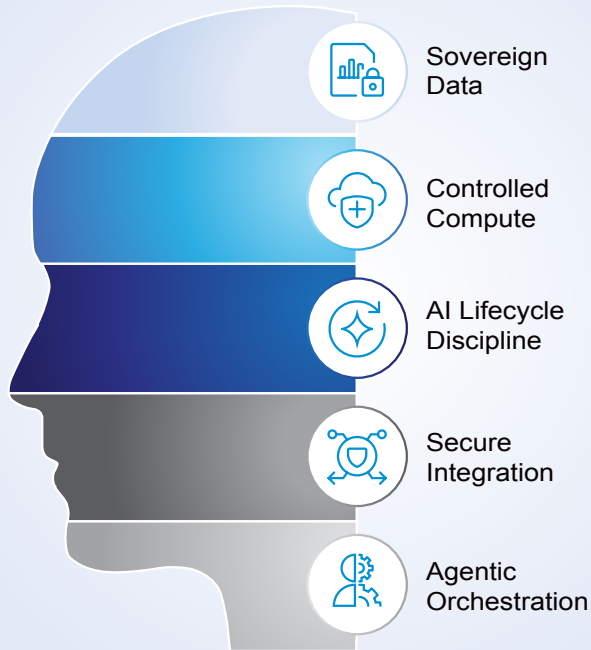 Sovereign
Data
Controlled
Compute
AI Lifecycle
Discipline
Secure
Integration
Agentic
Orchestration